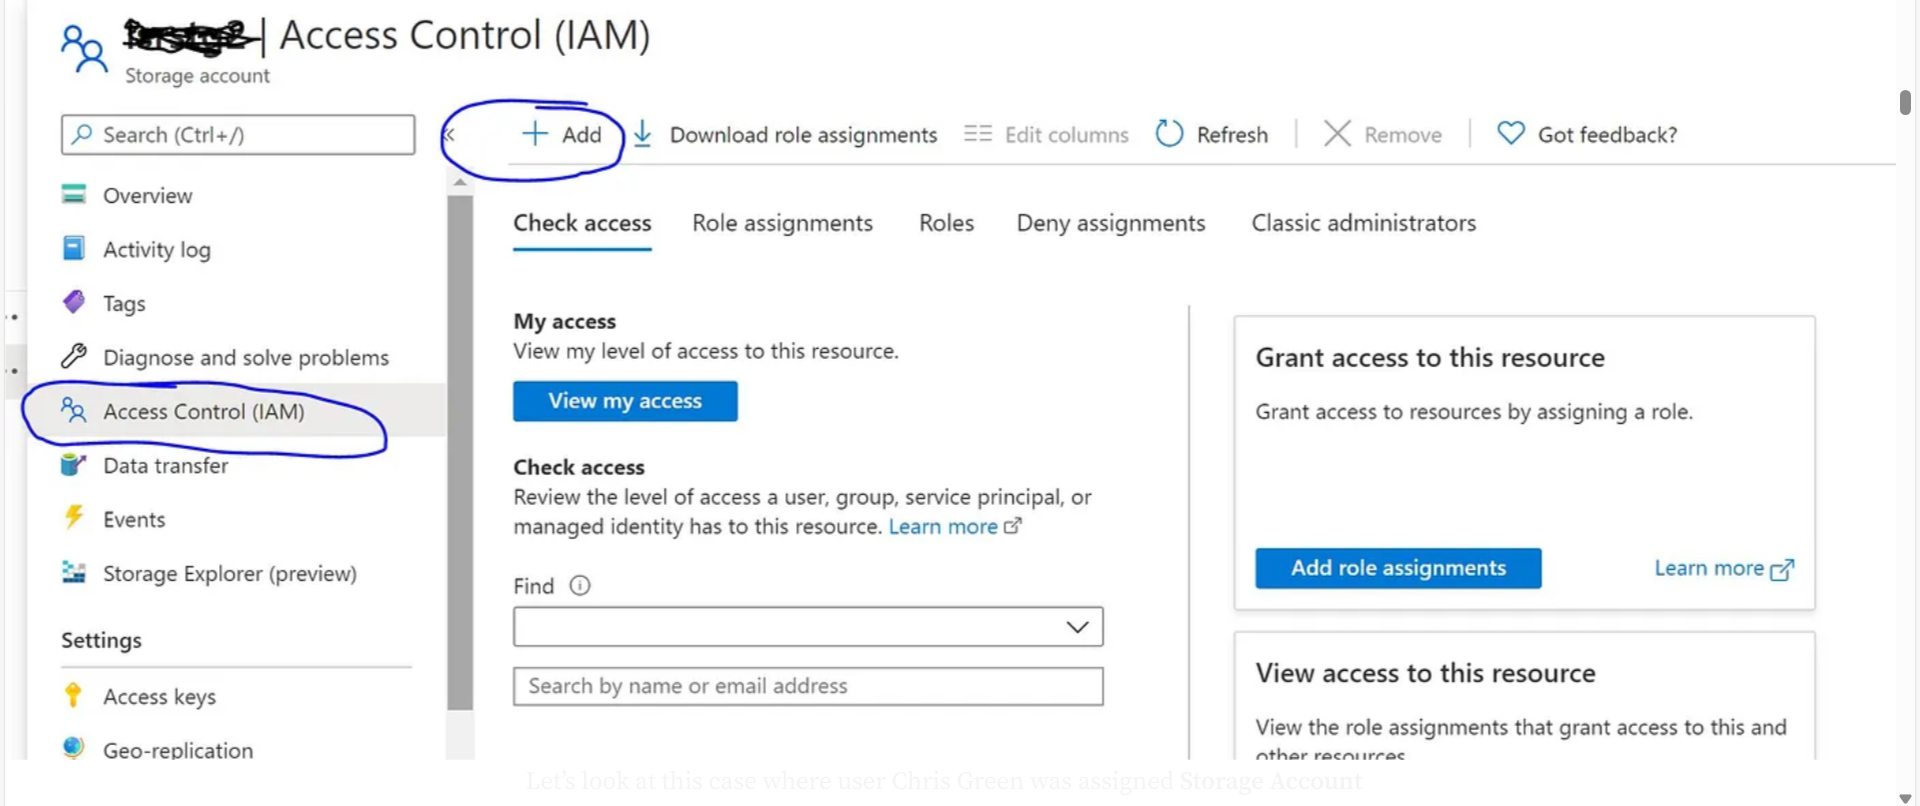 | Access Control (IAM)
Storage account
Search (Ctrl+/)
«
Add
Download role assignments
Edit columns
Refresh
Remove
Got feedback?
Overview
Activity log
Tags
Diagnose and solve problems
Access Control (IAM)
Data transfer
Events
Storage Explorer (preview)
Settings
Access keys
Geo-replication
Check access
Role assignments
Roles
Deny assignments
Classic administrators
My access
View my level of access to this resource.
View my access
Check access
Review the level of access a user, group, service principal, or
managed identity has to this resource. Learn more
Find
Search by name or email address
Grant access to this resource
Grant access to resources by assigning a role.
Add role assignments
Learn more
View access to this resource
View the role assignments that grant access to this and
other resources
Let's look at this case where user Chris Green was assigned Storage Account